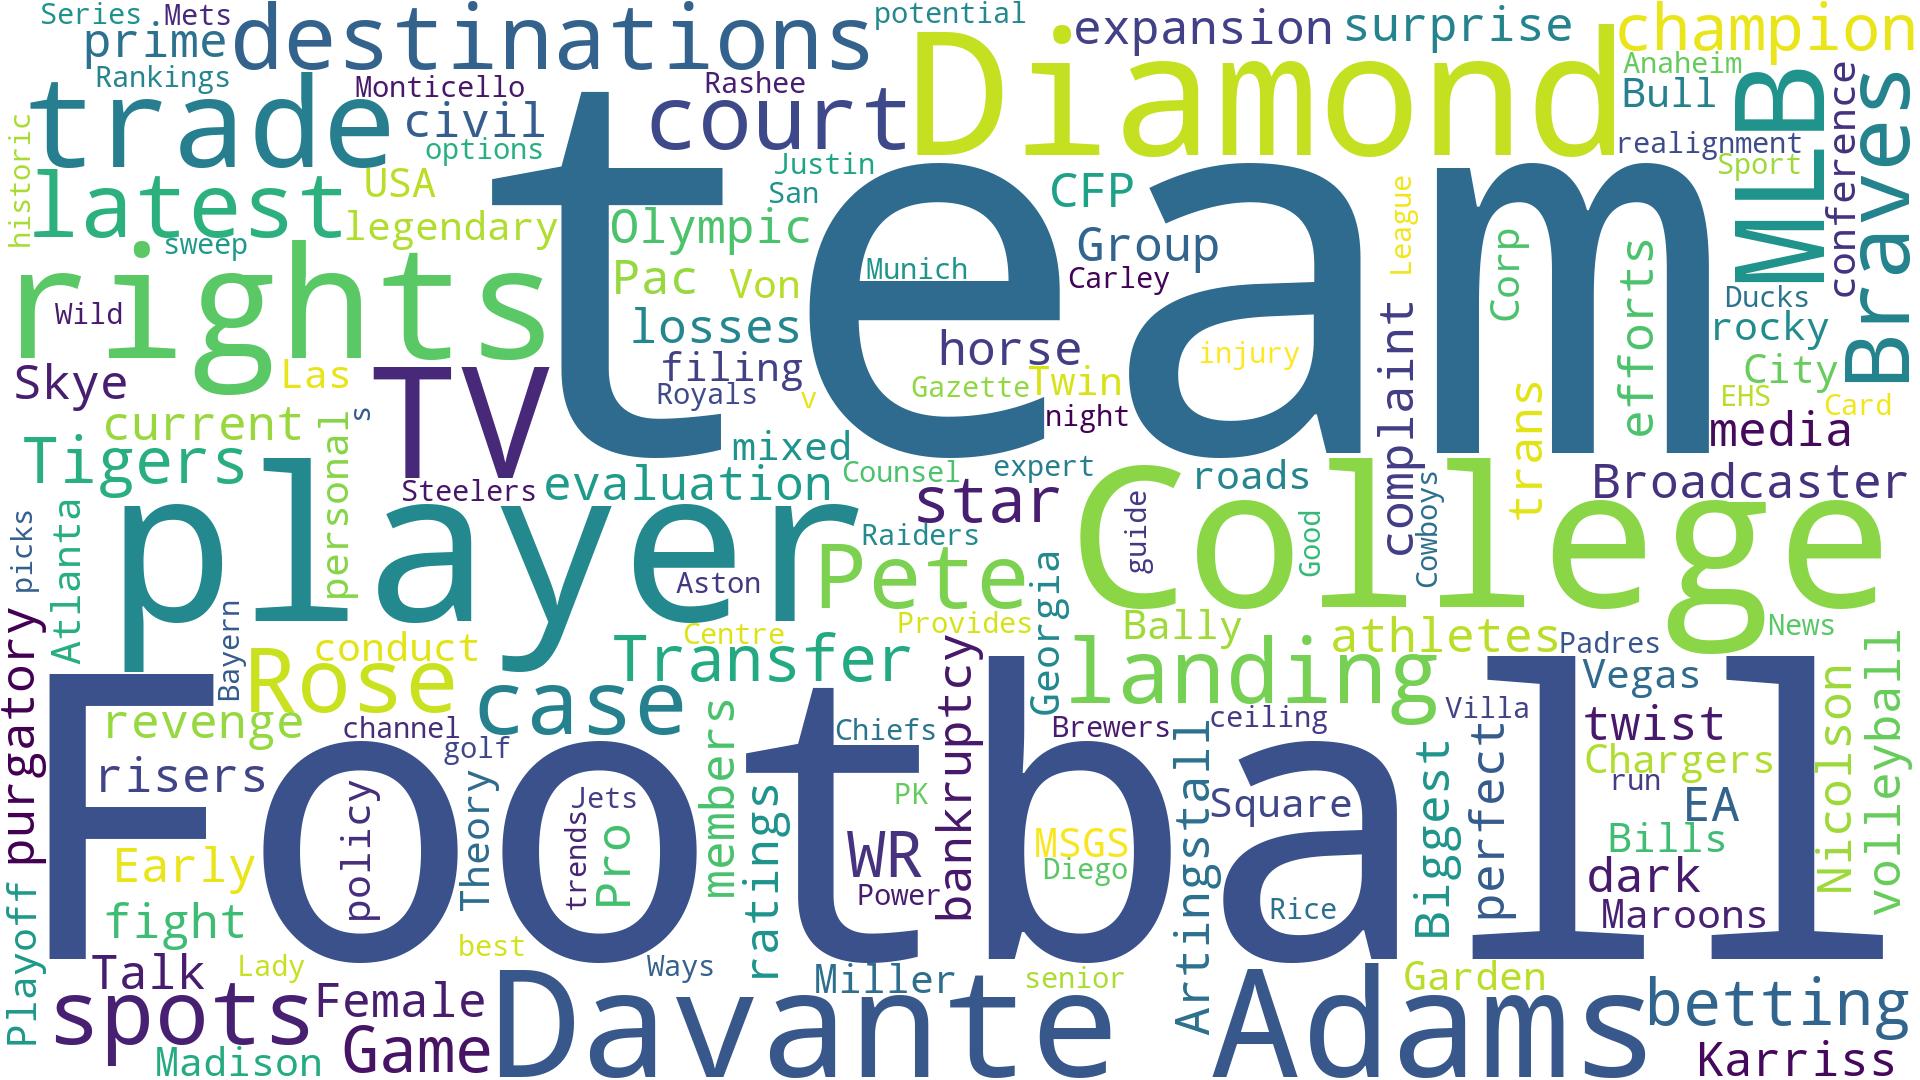 Series
Mets
prime
destinations
potential
expansion
surprise
champion
Rankings
Monticello
Rashee
Diamond
Anaheim
Bull
MLB
conference
Braves
trade
civil
court
realignment
options
Justin
Sport
historic
latest
USA
San
CFP
team
League
legendary
Olympic
sweep
Group
Corp
efforts
rights
Pac
Von
Munich
Carley
Ducks
Wild
losses
rocky
horse
injury
complaint
Skye
Las
TV
filing
Royals
v
Gazette
Twin
trans
City
EHS
Card
current
personal
s
night
media
Tigers
mixed
Counsel
expert
roads
Cowboys
Broadcaster
Steelers
evaluation
star
guide
College
picks
Atlanta
player
Raiders
Good
Pete
Aston
Georgia
purgatory
Bayern
Centre
Provides
Bally
athletes
Padres
News
conduct
Rose
Transfer
landing
Vegas
volleyball
case
bankruptcy
Nicolson
revenge
channel
golf
members
Chiefs
Brewers
ceiling
Villa
twist
risers
Football
Artingstall
Biggest
perfect
Chargers
run
policy
Theory
Jets
trends
Pro
ratings
PK
Square
EA
Early
WR
MSGS
Bills
Diego
dark
Power
Rice
Maroons
Playoff
fight
best
Talk
Lady
Ways
Miller
senior
Garden
spots
Female
Davante Adams
betting
Madison
Game
Karriss